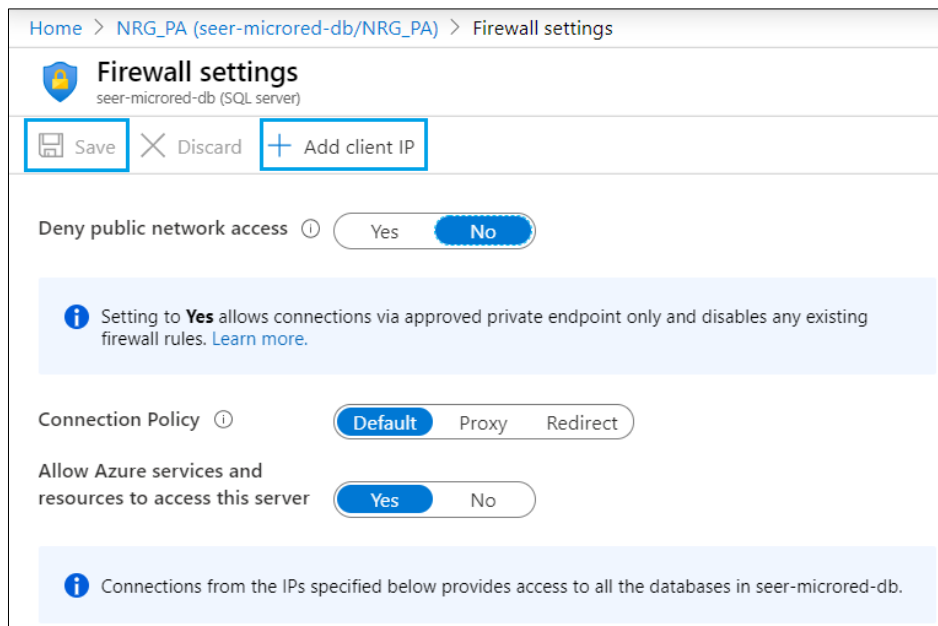 Home > NRG_PA (seer-microred-db/NRG_PA) > Firewall settings
Firewall settings
seer-microred-db (SQL server)
Save Discard Add client IP
Deny public network access Yes No
Setting to Yes allows connections via approved private endpoint only and disables any existing
firewall rules. Learn more.
Connection Policy Default Proxy Redirect
Allow Azure services and
resources to access this server Yes No
Connections from the IPs specified below provides access to all the databases in seer-microred-db.